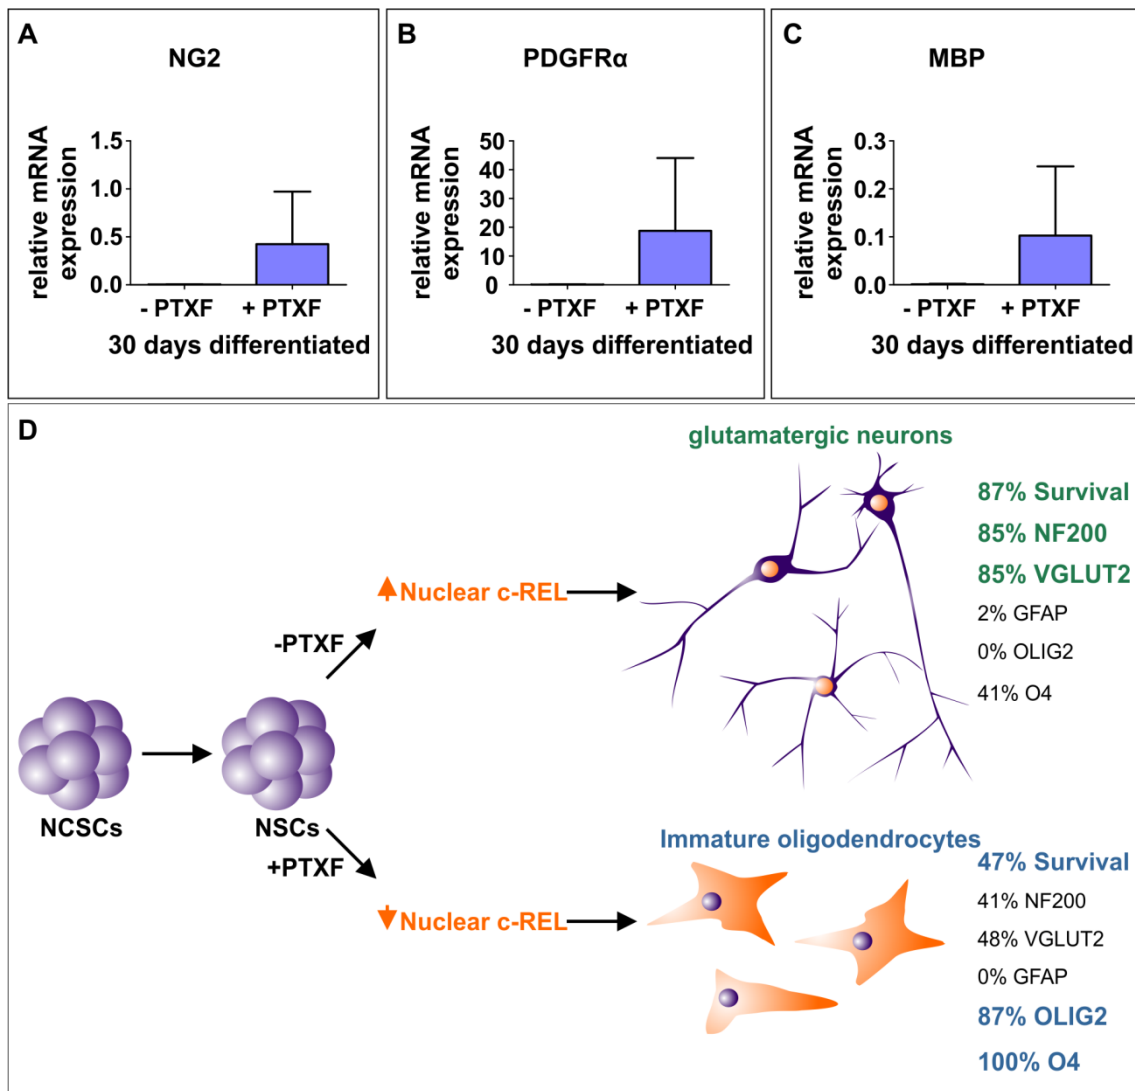 A
NG2
relative mRNA
expression
1.5
1.0
0.5
0.0
- PTXF
+ PTXF
30 days differentiated
B
PDGFRα
relative mRNA
expression
50
40
30
20
10
0
- PTXF
+ PTXF
30 days differentiated
C
MBP
relative mRNA
expression
0.3
0.2
0.1
0.0
- PTXF
+ PTXF
30 days differentiated
D
glutamatergic neurons
87% Survival
85% NF200
85% VGLUT2
2% GFAP
0% OLIG2
41% O4
Nuclear c-REL
-PTXF
NCSCs
NSCs
+PTXF
Nuclear c-REL
Immature oligodendrocytes
47% Survival
41% NF200
48% VGLUT2
0% GFAP
87% OLIG2
100% O4